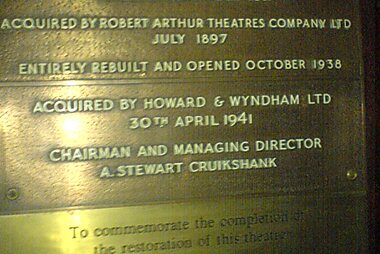 ACQUIRED BY ROBERT ARTHUR THEATRES COMPANY LTD
JULY 1897
ENTIRELY REBUILT AND OPENED OCTOBER 1938
ACQUIRED BY HOWARD & WYNDHAM LTD
30TH APRIL 1941
CHAIRMAN AND MANAGING DIRECTOR
A. STEWART CRUIKSHANK
To commemorate the completion of
the restoration of this theatre